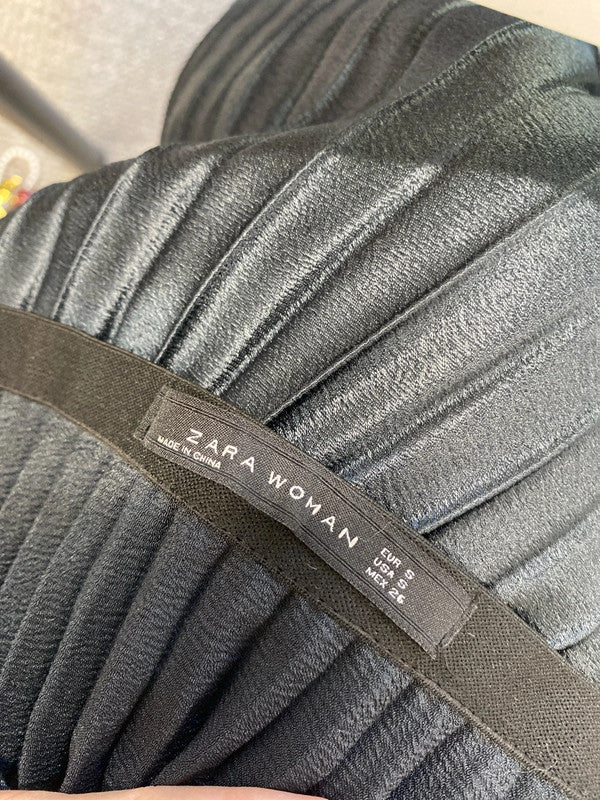 ZARA WOMAN
MADE IN CHINA
EUR S
USA S
MEX 26